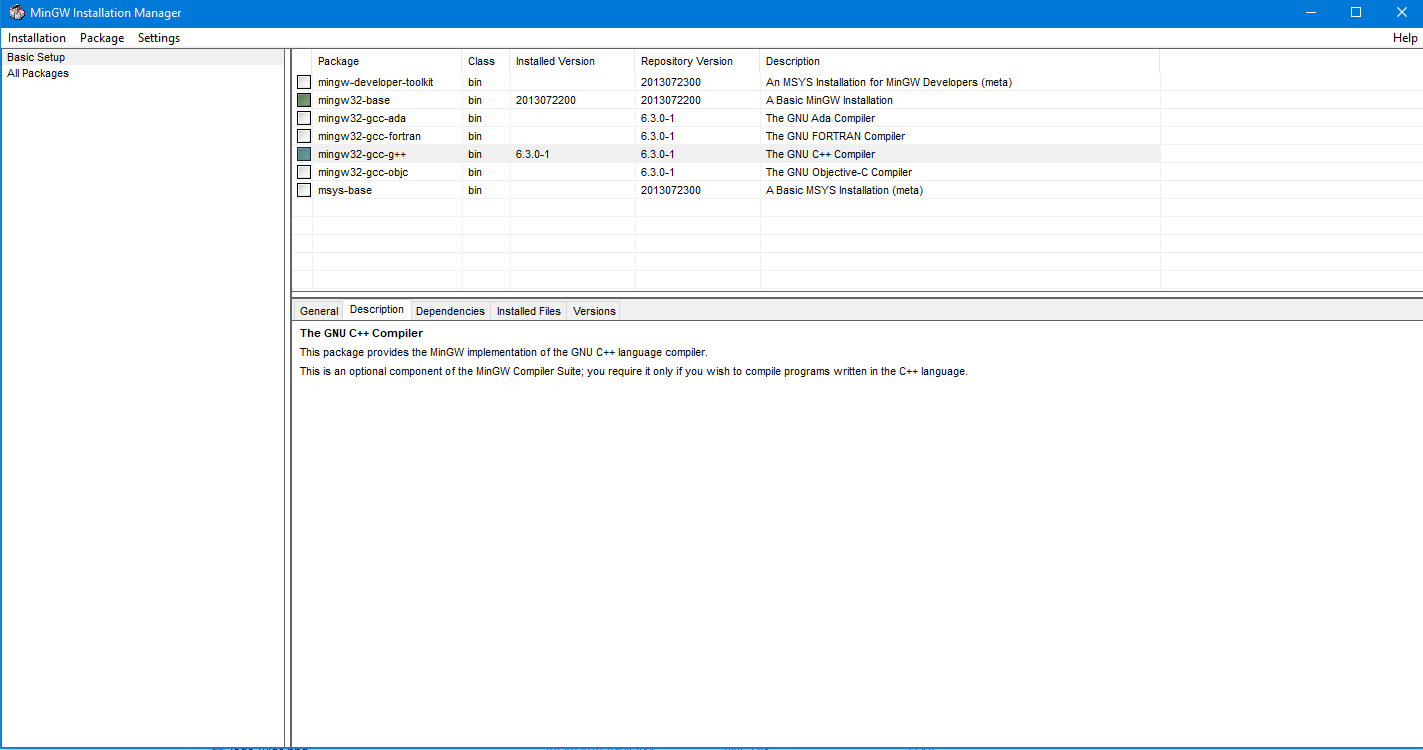 MinGW Installation Manager
Installation Package Settings Help
Basic Setup
All Packages
Package Class Installed Version Repository Version Description
mingw-developer-toolkit bin 2013072300 An MSYS Installation for MinGW Developers (meta)
mingw32-base bin 2013072200 2013072200 A Basic MinGW Installation
mingw32-gcc-ada bin 6.3.0-1 The GNU Ada Compiler
mingw32-gcc-fortran bin 6.3.0-1 The GNU FORTRAN Compiler
mingw32-gcc-g++ bin 6.3.0-1 6.3.0-1 The GNU C++ Compiler
mingw32-gcc-objc bin 6.3.0-1 The GNU Objective-C Compiler
msys-base bin 2013072300 A Basic MSYS Installation (meta)
General Description Dependencies Installed Files Versions
The GNU C++ Compiler
This package provides the MinGW implementation of the GNU C++ language compiler.
This is an optional component of the MinGW Compiler Suite; you require it only if you wish to compile programs written in the C++ language.